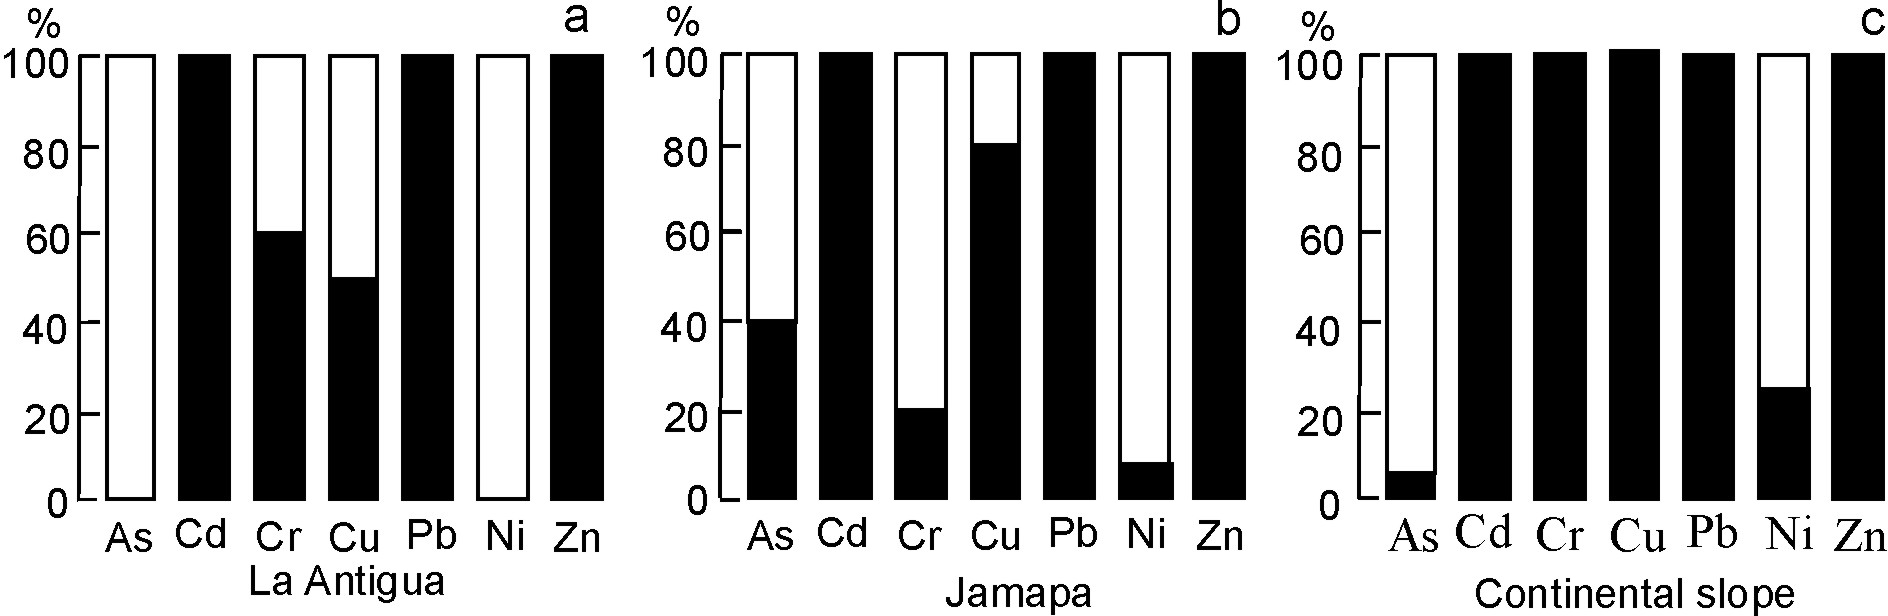 % a
100
80
60
40
20
0
As Cd Cr Cu Pb Ni Zn
La Antigua
% b
100
80
60
40
20
0
As Cd Cr Cu Pb Ni Zn
Jamapa
% c
100
80
60
40
20
0
As Cd Cr Cu Pb Ni Zn
Continental slope